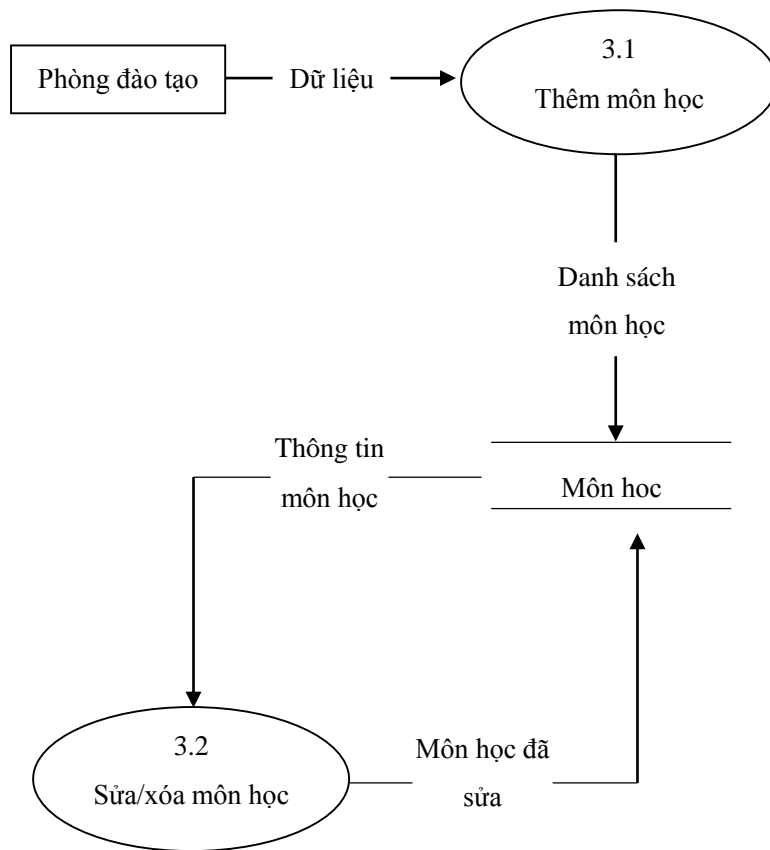 Phòng đào tạo
Dữ liệu
3.1
Thêm môn học
Danh sách
môn học
Thông tin
môn học
Môn hoc
3.2
Sửa/xóa môn học
Môn học đã
sửa